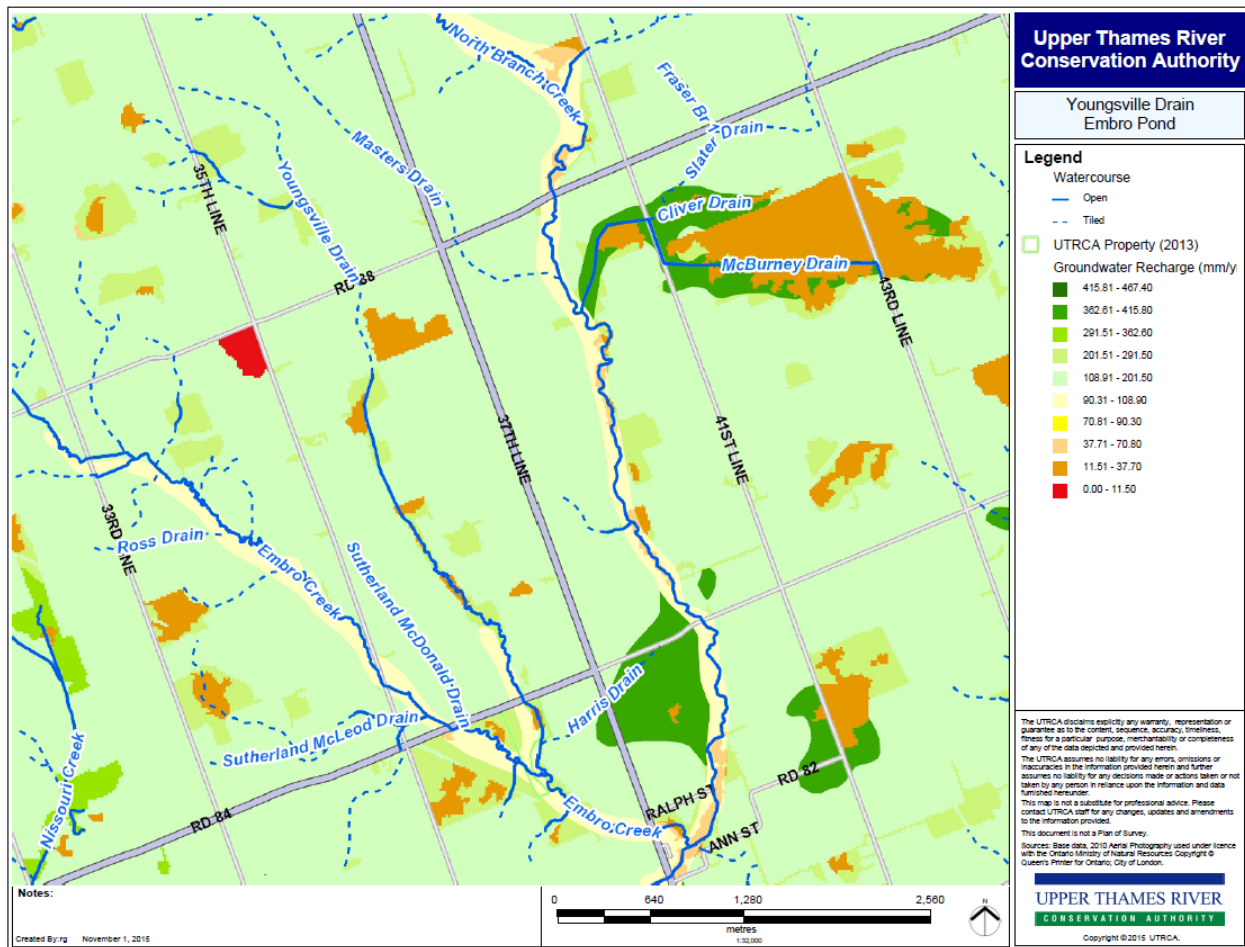 Upper Thames River
Conservation Authority
Youngsville Drain
Embro Pond
Legend
Watercourse
Open
Tiled
UTRCA Property (2013)
Groundwater Recharge (mm/y
415.81 - 467.40
362.61 - 415.80
291.51 - 362.60
201.51 - 291.50
108.91 - 201.50
90.31 - 108.90
70.81 - 90.30
37.71 - 70.80
11.51 - 37.70
0.00 - 11.50
North Branch Creek
Fraser Br
Slater Drain
Masters Drain
Youngsville Drain
35TH LINE
Cliver Drain
McBurney Drain
RD 88
43RD LINE
37TH LINE
41ST LINE
33RD LINE
Ross Drain
Embro Creek
Sutherland McDonald Drain
Harris Drain
Sutherland McLeod Drain
Nissouri Creek
RD 84
Embro Creek
RALPH ST
ANN ST
RD 82
The UTRCA disclaims explicitly any warranty, representation or
guarantee as to the content, sequence, accuracy, timeliness,
fitness for a particular purpose, merchantability or completeness
of any of the data depicted and provided herein.
The UTRCA assumes no liability for any errors, omissions or
inaccuracies in the information provided herein and further
assumes no liability for any decisions made or actions taken or not
taken by any person in reliance upon the information and data
furnished hereunder.
This map is not a substitute for professional advice. Please
contact UTRCA staff for any changes, updates and amendments
to the information provided.
This document is not a Plan of Survey.
Sources: Base data, 2010 Aerial Photography used under licence
with the Ontario Ministry of Natural Resources Copyright ©
Queen's Printer for Ontario; City of London.
UPPER THAMES RIVER
CONSERVATION AUTHORITY
Copyright © 2015 UTRCA.
Notes:
Created By:rg November 1, 2015
0 640 1,280 2,560
metres
1:32,000
N